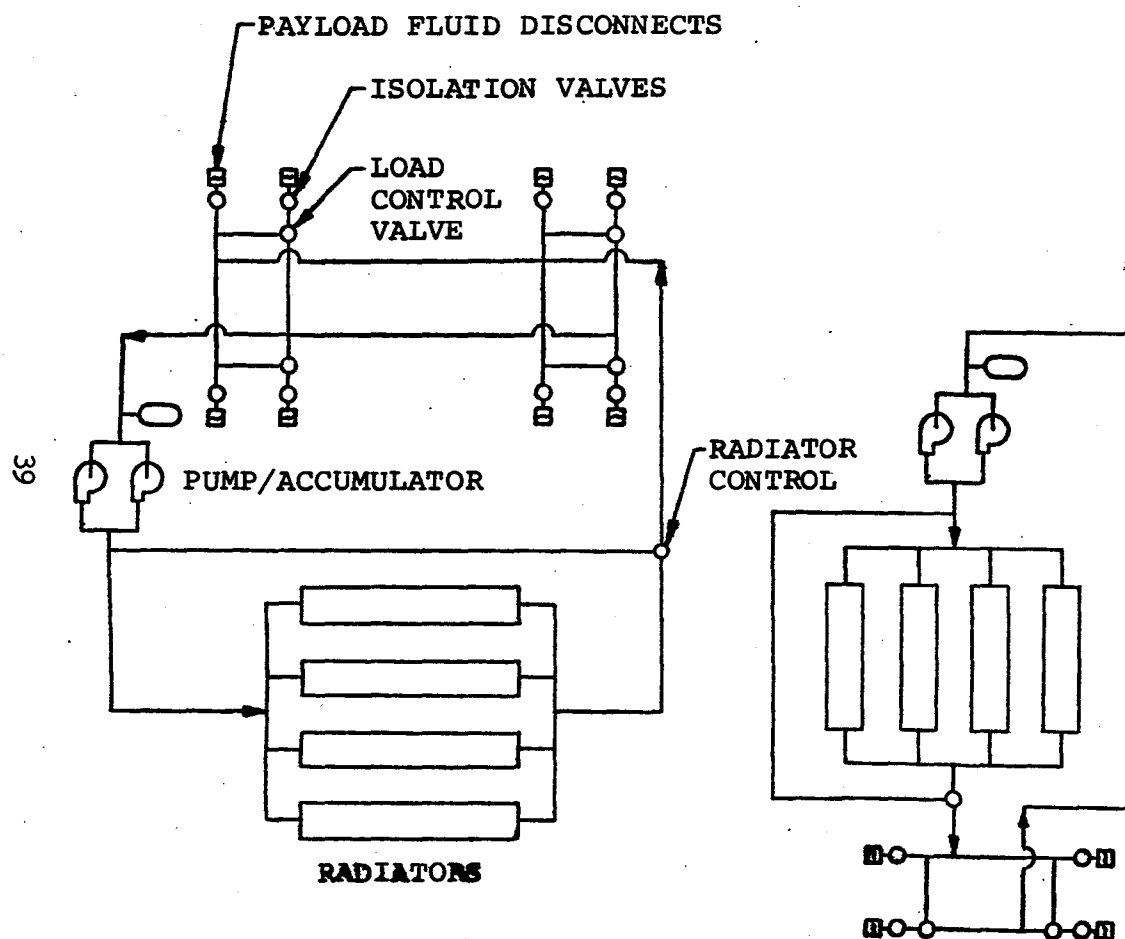 PAYLOAD FLUID DISCONNECTS
ISOLATION VALVES
LOAD
CONTROL
VALVE
39
PUMP/ACCUMULATOR
RADIATOR
CONTROL
RADIATORS